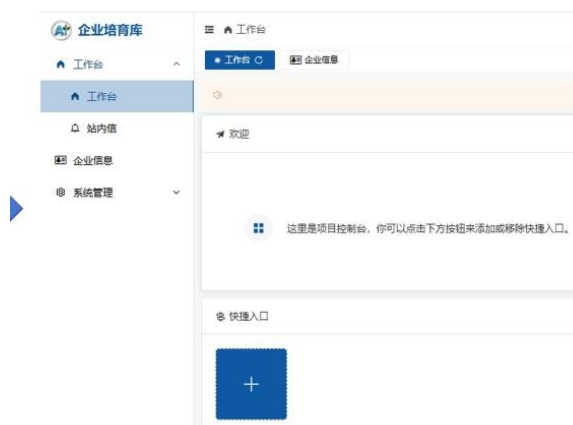 A+ 企业培育库
工作台
工作台
工作台
企业信息
工作台
站内信
欢迎
企业信息
系统管理
这里是项目控制台，你可以点击下方按钮来添加或移除快捷入口。
快捷入口